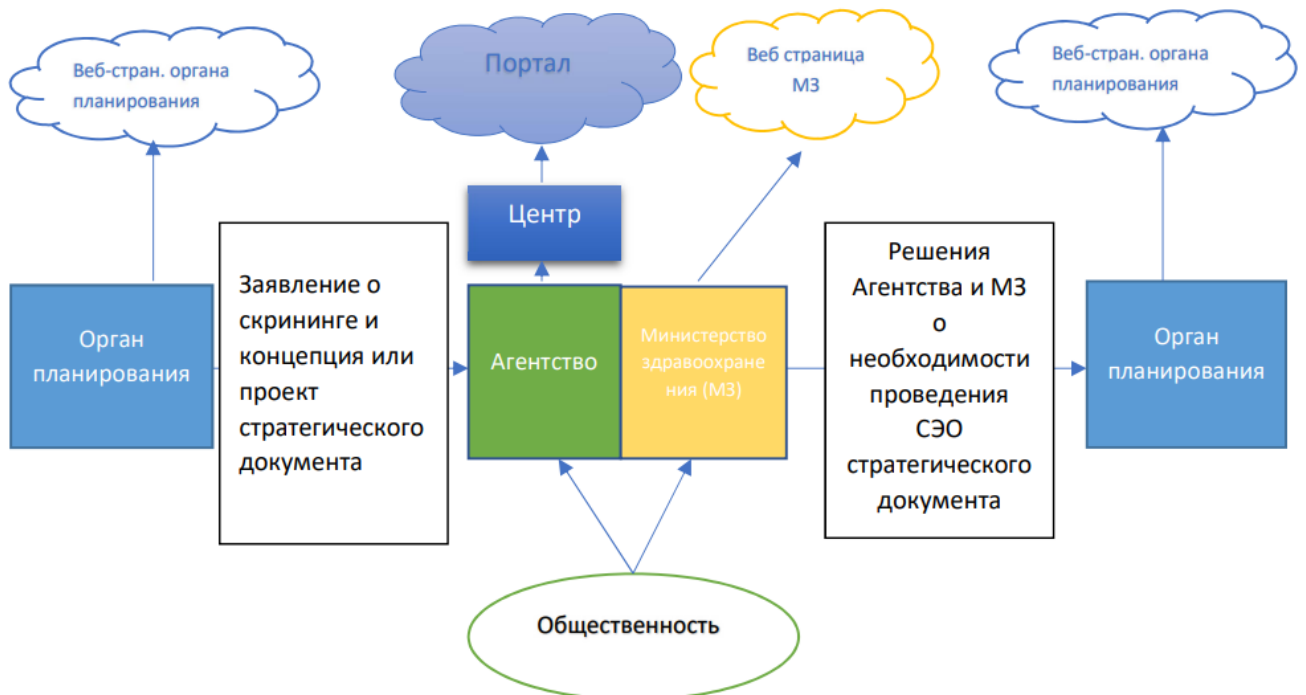 Веб-стран. органа
планирования
Портал
Веб страница
МЗ
Веб-стран. органа
планирования
Центр
Орган
планирования
Заявление о
скрининге и
концепция или
проект
стратегического
документа
Агентство
Министерство
здравоохране
ния (МЗ)
Решения
Агентства и МЗ
о
необходимости
проведения
СЭО
стратегического
документа
Орган
планирования
Общественность